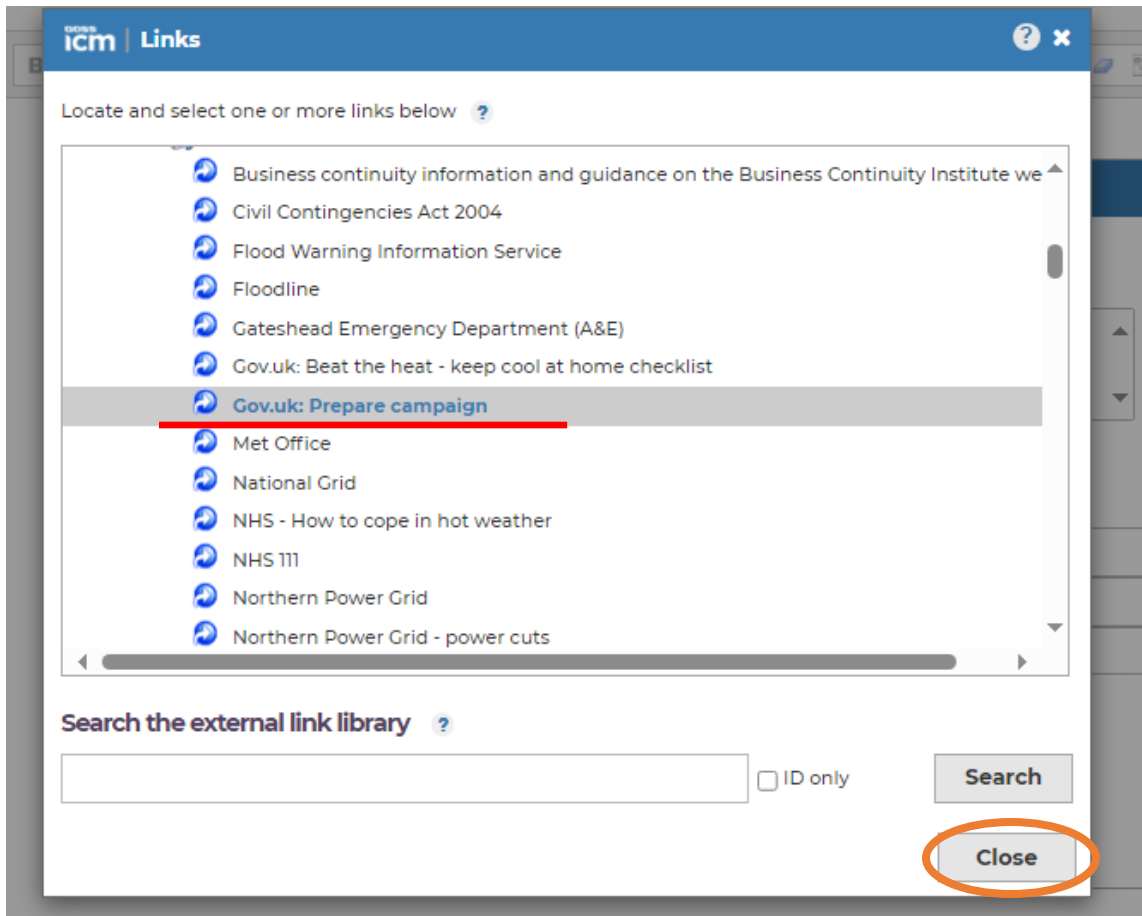 GOSS
icm | Links
?
B
Locate and select one or more links below ?
Business continuity information and guidance on the Business Continuity Institute we
Civil Contingencies Act 2004
Flood Warning Information Service
Floodline
Gateshead Emergency Department (A&E)
Gov.uk: Beat the heat - keep cool at home checklist
Gov.uk: Prepare campaign
Met Office
National Grid
NHS - How to cope in hot weather
NHS 111
Northern Power Grid
Northern Power Grid - power cuts
Search the external link library ?
ID only
Search
Close